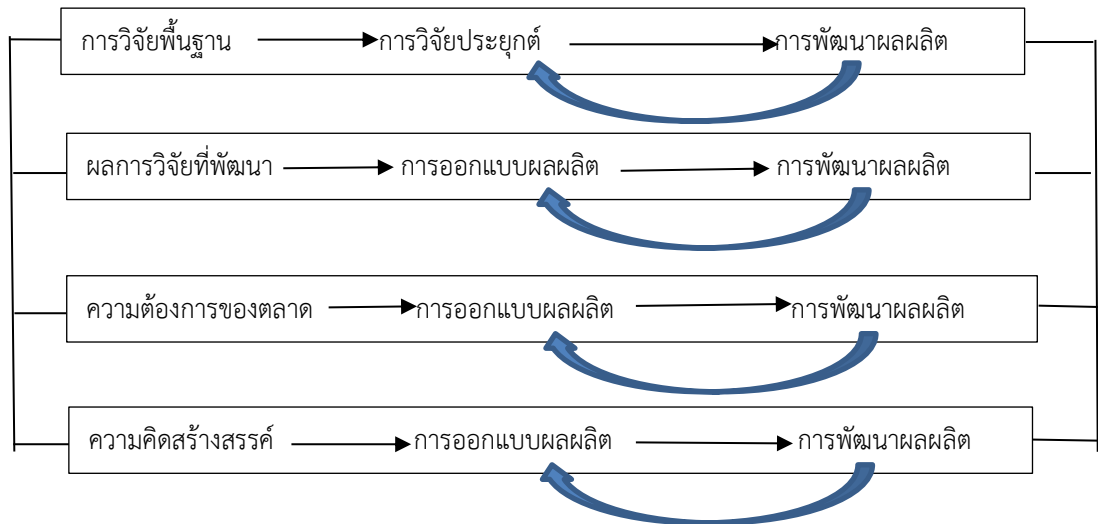 การวิจัยพื้นฐาน การวิจัยประยุกต์ การพัฒนาผลผลิต
ผลการวิจัยที่พัฒนา การออกแบบผลผลิต การพัฒนาผลผลิต
ความต้องการของตลาด การออกแบบผลผลิต การพัฒนาผลผลิต
ความคิดสร้างสรรค์ การออกแบบผลผลิต การพัฒนาผลผลิต